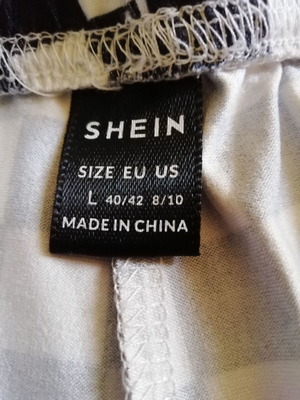 SHEIN
SIZE EU US
L 40/42 8/10
MADE IN CHINA